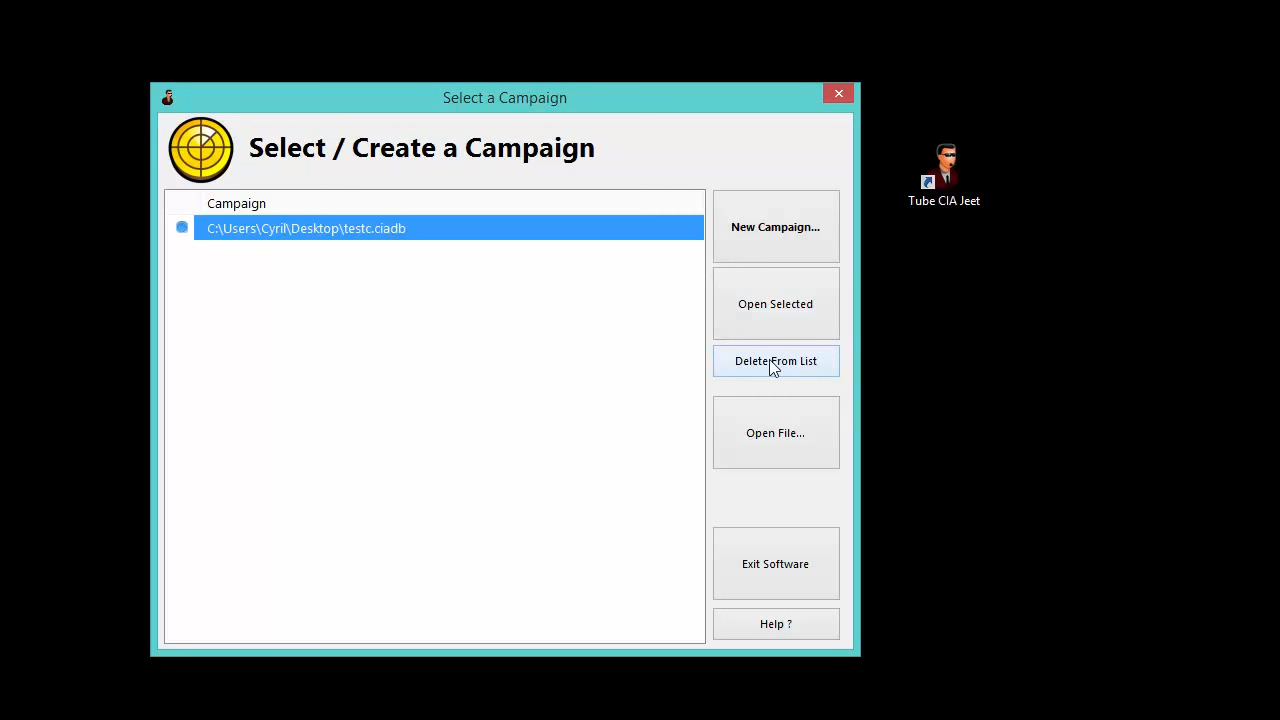 Select a Campaign
Select / Create a Campaign
Campaign
C:\Users\Cyril\Desktop\testc.ciadb
New Campaign...
Open Selected
Delete From List
Open File...
Exit Software
Help ?
Tube CIA Jeet